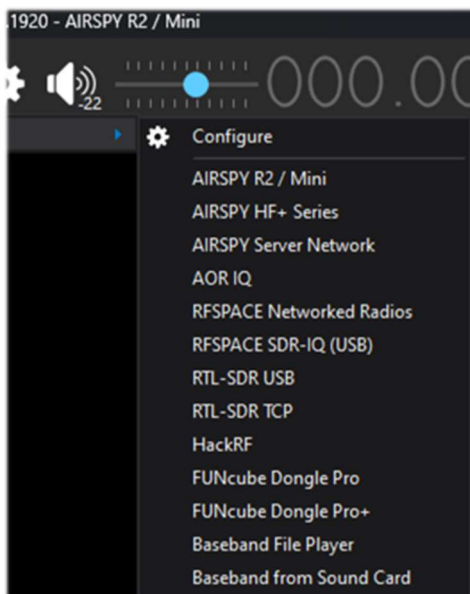 .1920 - AIRSPY R2 / Mini
-22
000.00
Configure
AIRSPY R2 / Mini
AIRSPY HF+ Series
AIRSPY Server Network
AOR IQ
RFSPACE Networked Radios
RFSPACE SDR-IQ (USB)
RTL-SDR USB
RTL-SDR TCP
HackRF
FUNcube Dongle Pro
FUNcube Dongle Pro+
Baseband File Player
Baseband from Sound Card